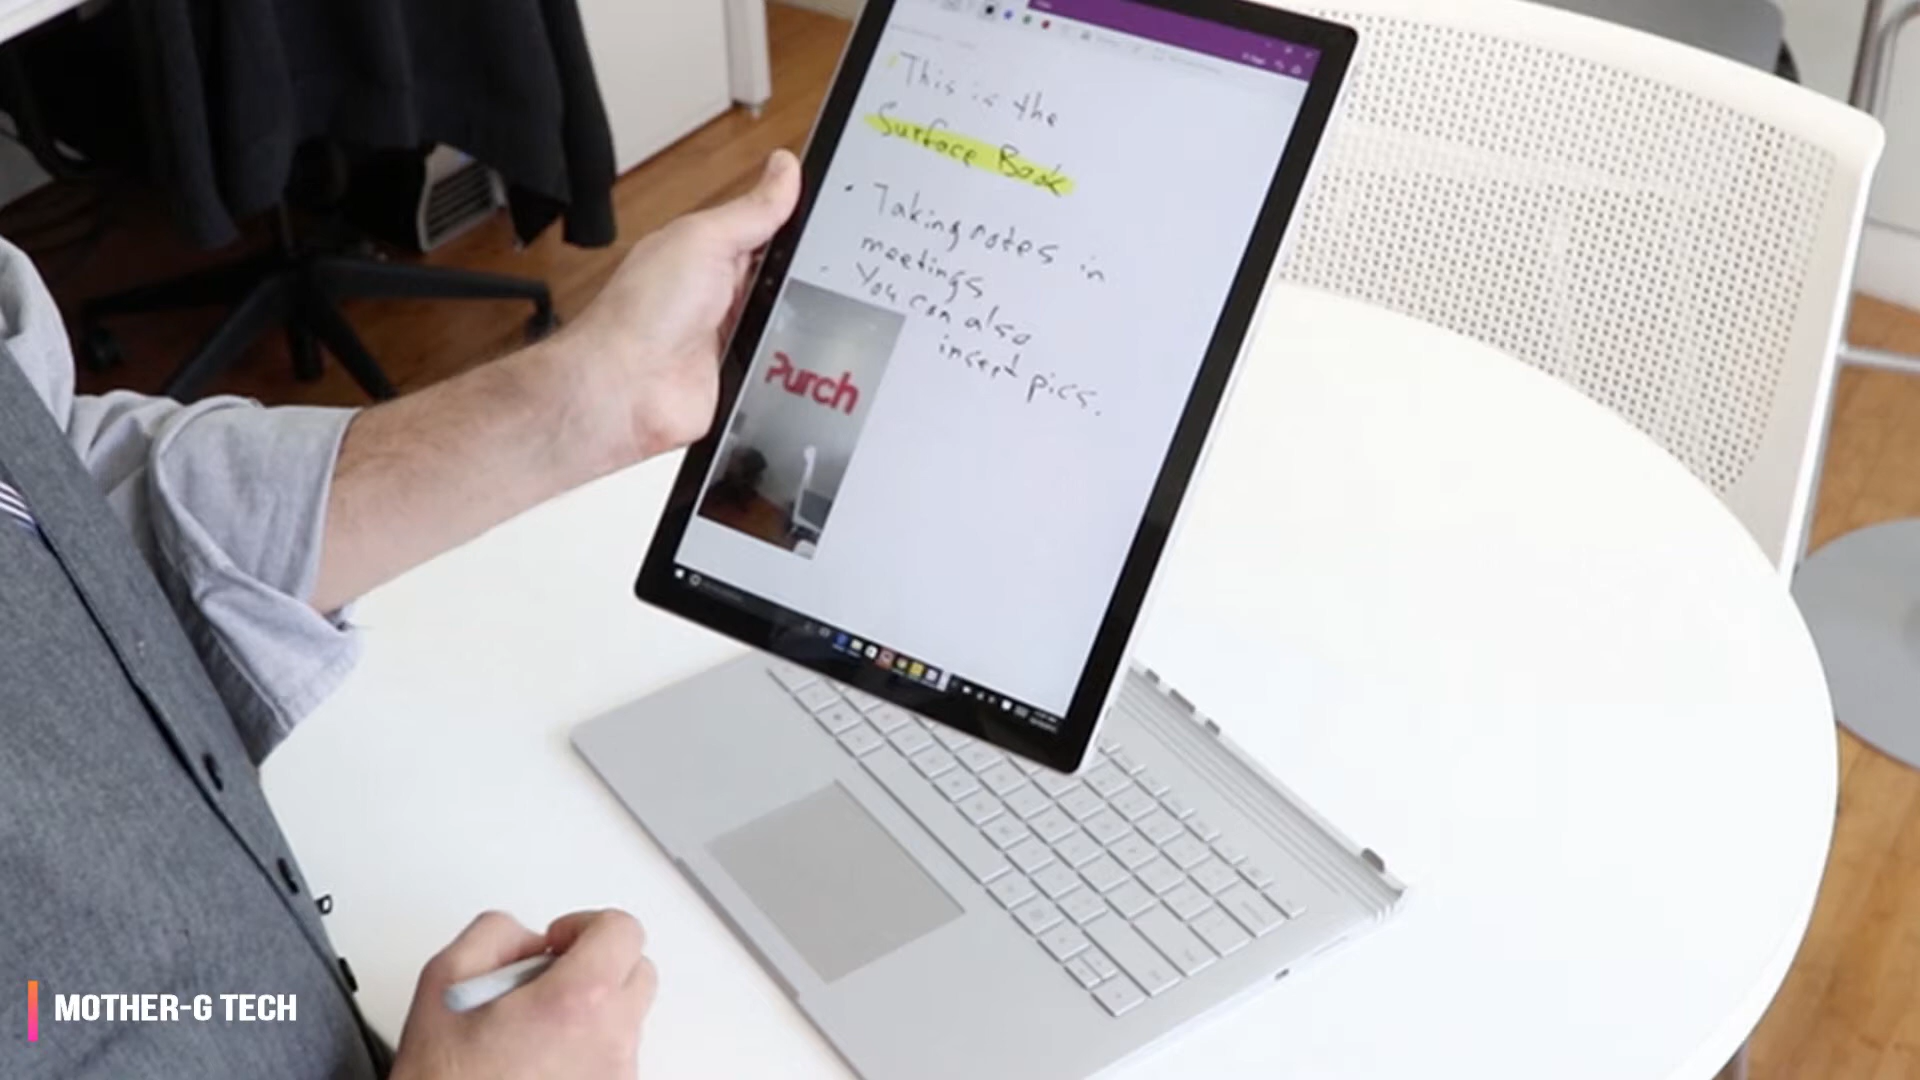 This is the
Surface Book
Taking notes in
meetings
You can also
insert pics.
Purch
MOTHER-G TECH